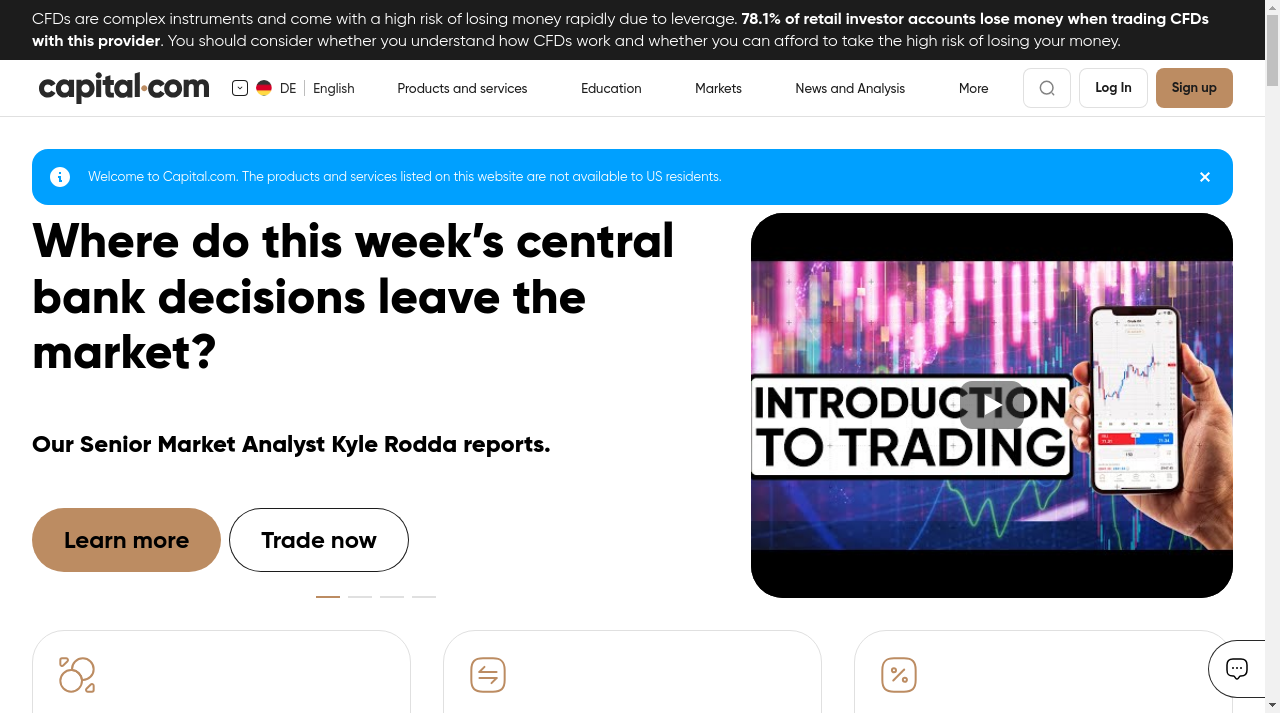 CFDs are complex instruments and come with a high risk of losing money rapidly due to leverage. 78.1% of retail investor accounts lose money when trading CFDs
with this provider. You should consider whether you understand how CFDs work and whether you can afford to take the high risk of losing your money.
capital.com
DE English
Products and services
Education
Markets
News and Analysis
More
Log In
Sign up
Welcome to Capital.com. The products and services listed on this website are not available to US residents.
Where do this week's central
bank decisions leave the
market?
Our Senior Market Analyst Kyle Rodda reports.
Learn more
Trade now
INTRODUCTION
TO TRADING